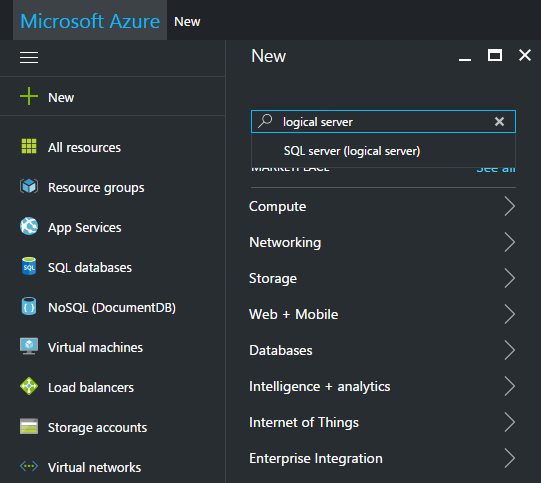 Microsoft Azure New
New
New
logical server
SQL server (logical server)
MARKETPLACE See all
All resources
Resource groups
App Services
SQL databases
NoSQL (DocumentDB)
Virtual machines
Load balancers
Storage accounts
Virtual networks
Compute
Networking
Storage
Web + Mobile
Databases
Intelligence + analytics
Internet of Things
Enterprise Integration